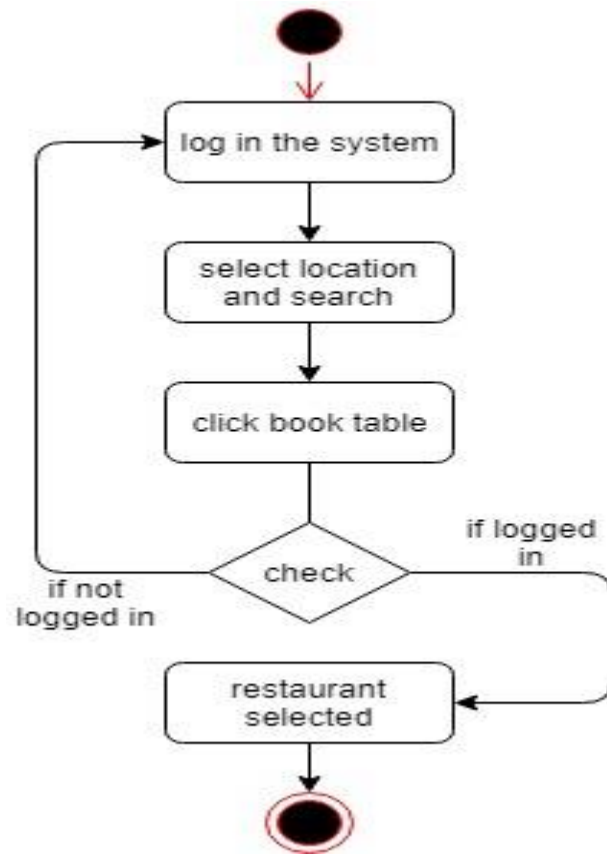 log in the system
select location
and search
click book table
if logged
in
check
if not
logged in
restaurant
selected